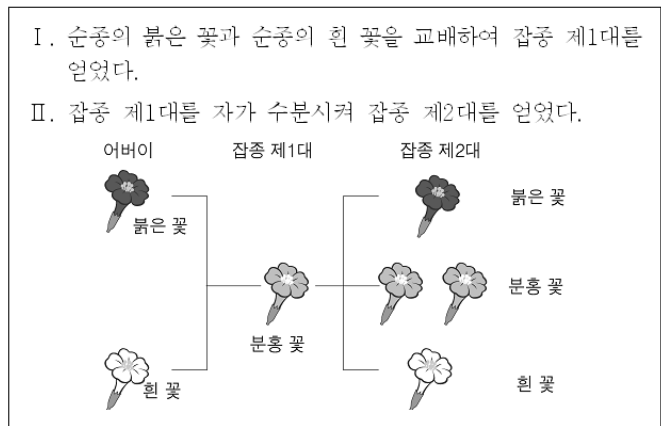 Ⅰ. 순종의 붉은 꽃과 순종의 흰 꽃을 교배하여 잡종 제1대를
얻었다.
Ⅱ. 잡종 제1대를 자가 수분시켜 잡종 제2대를 얻었다.
어버이 잡종 제1대 잡종 제2대
붉은 꽃 붉은 꽃
분홍 꽃 분홍 꽃
흰 꽃 흰 꽃